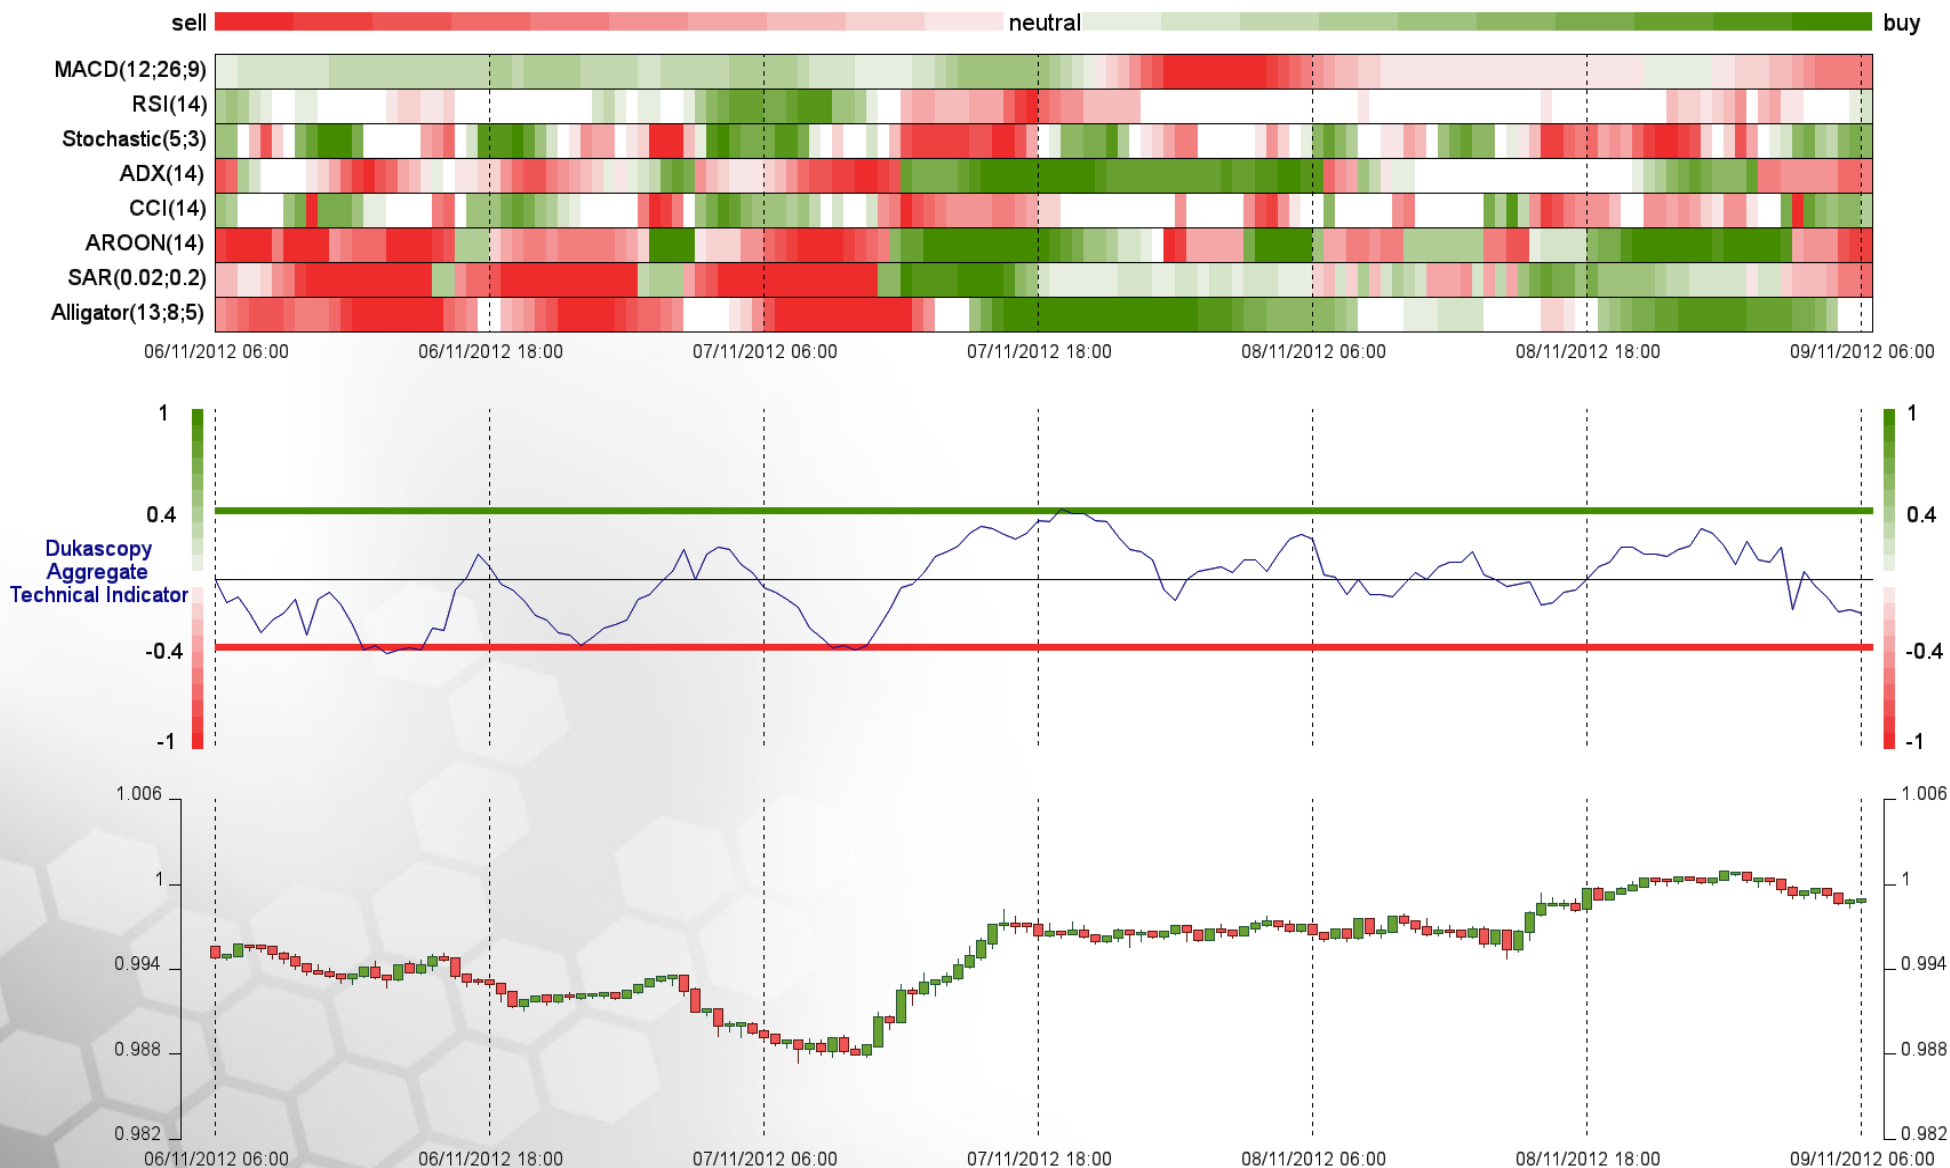 sell neutral buy
MACD(12;26;9)
RSI(14)
Stochastic(5;3)
ADX(14)
CCI(14)
AROON(14)
SAR(0.02;0.2)
Alligator(13;8;5)
06/11/2012 06:00 06/11/2012 18:00 07/11/2012 06:00 07/11/2012 18:00 08/11/2012 06:00 08/11/2012 18:00 09/11/2012 06:00
1 1
0.4 0.4
Dukascopy
Aggregate
Technical Indicator
-0.4 -0.4
-1 -1
1.006 1.006
1 1
0.994 0.994
0.988 0.988
0.982 0.982
06/11/2012 06:00 06/11/2012 18:00 07/11/2012 06:00 07/11/2012 18:00 08/11/2012 06:00 08/11/2012 18:00 09/11/2012 06:00